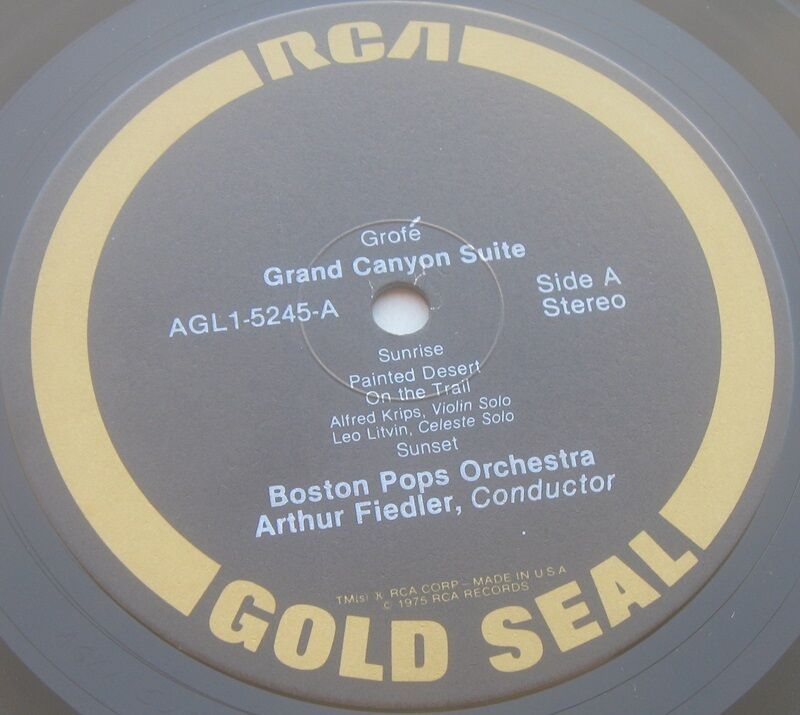 RCA
Grofé
Grand Canyon Suite
AGL1-5245-A
Side A
Stereo
Sunrise
Painted Desert
On the Trail
Alfred Krips, Violin Solo
Leo Litvin, Celeste Solo
Sunset
Boston Pops Orchestra
Arthur Fiedler, Conductor
TM(s) ® RCA CORP – MADE IN U.S.A
© 1975 RCA RECORDS
GOLD SEAL